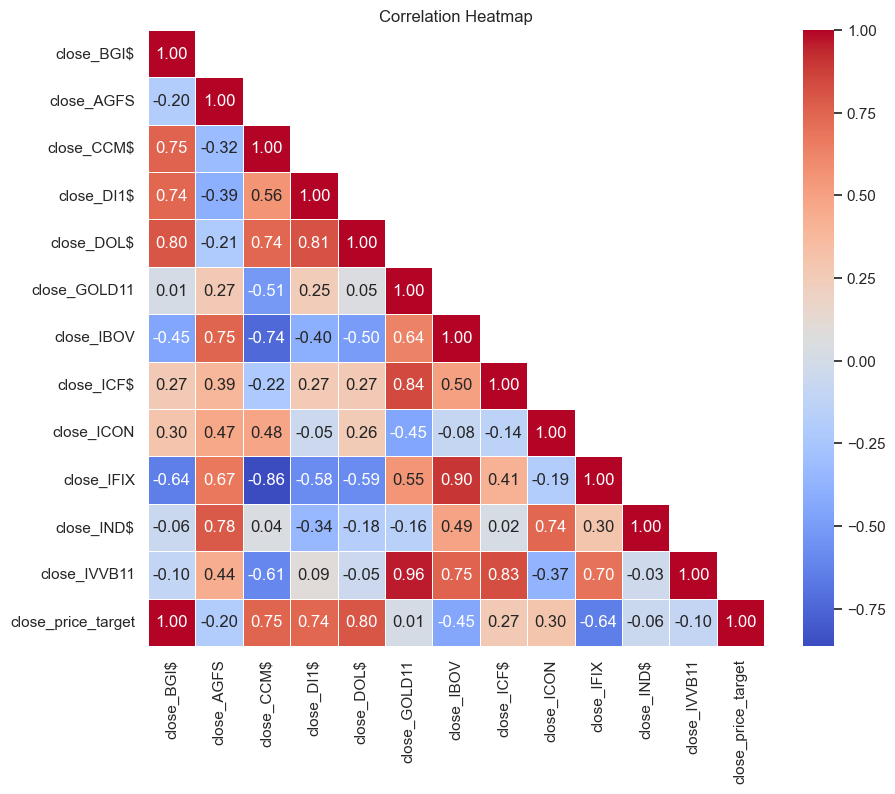 Correlation Heatmap
close_BGI$ 1.00
close_AGFS -0.20 1.00
close_CCM$ 0.75 -0.32 1.00
close_DI1$ 0.74 -0.39 0.56 1.00
close_DOL$ 0.80 -0.21 0.74 0.81 1.00
close_GOLD11 0.01 0.27 -0.51 0.25 0.05 1.00
close_IBOV -0.45 0.75 -0.74 -0.40 -0.50 0.64 1.00
close_ICF$ 0.27 0.39 -0.22 0.27 0.27 0.84 0.50 1.00
close_ICON 0.30 0.47 0.48 -0.05 0.26 -0.45 -0.08 -0.14 1.00
close_IFIX -0.64 0.67 -0.86 -0.58 -0.59 0.55 0.90 0.41 -0.19 1.00
close_IND$ -0.06 0.78 0.04 -0.34 -0.18 -0.16 0.49 0.02 0.74 0.30 1.00
close_IVVB11 -0.10 0.44 -0.61 0.09 -0.05 0.96 0.75 0.83 -0.37 0.70 -0.03 1.00
close_price_target 1.00 -0.20 0.75 0.74 0.80 0.01 -0.45 0.27 0.30 -0.64 -0.06 -0.10 1.00
close_BGI$
close_AGFS
close_CCM$
close_DI1$
close_DOL$
close_GOLD11
close_IBOV
close_ICF$
close_ICON
close_IFIX
close_IND$
close_IVVB11
close_price_target
1.00
0.75
0.50
0.25
0.00
−0.25
−0.50
−0.75